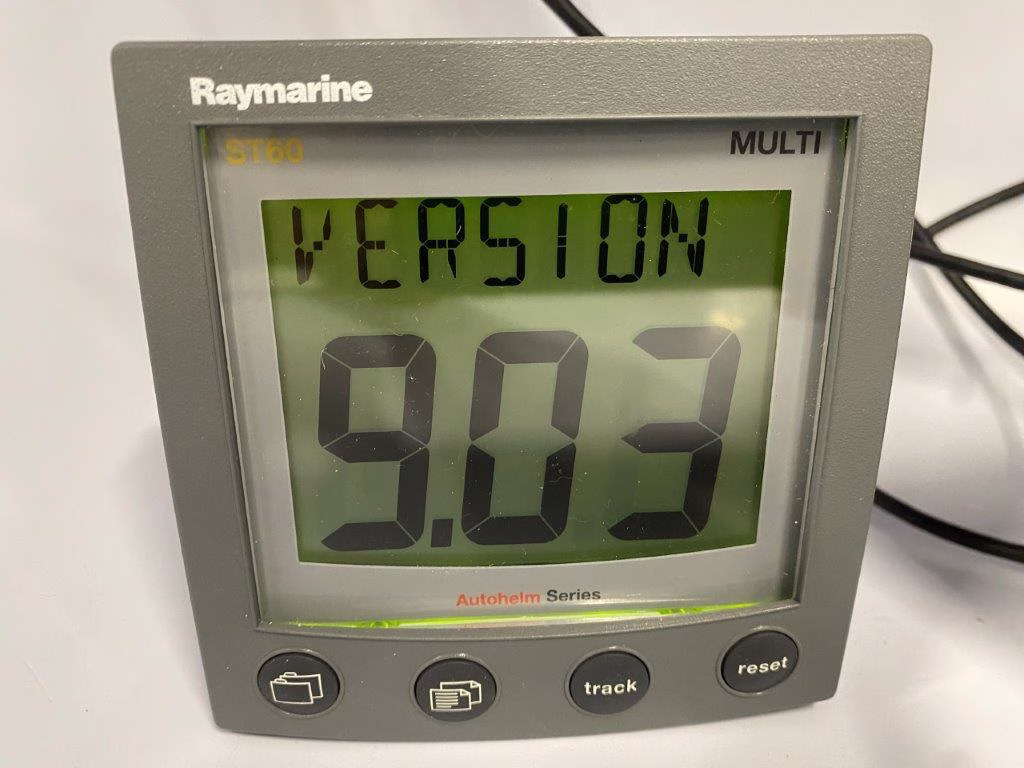 Raymarine
ST60 MULTI
VERSION
9.03
Autohelm Series
track reset